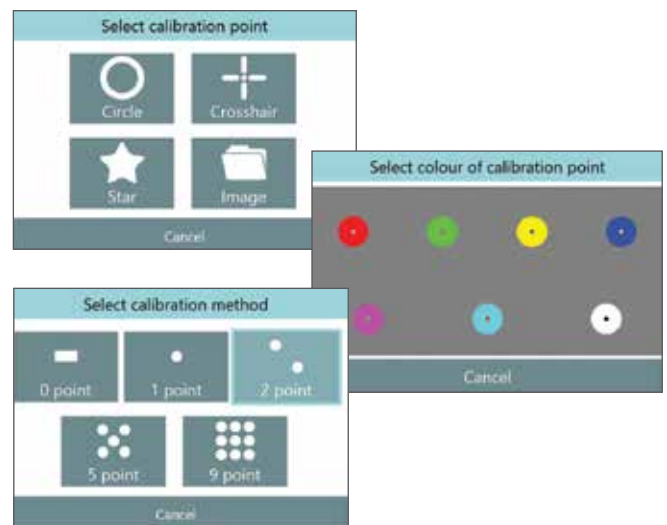 Select calibration point
Circle
Crosshair
Star
Image
Cancel
Select colour of calibration point
Cancel
Select calibration method
0 point
1 point
2 point
5 point
9 point
Cancel